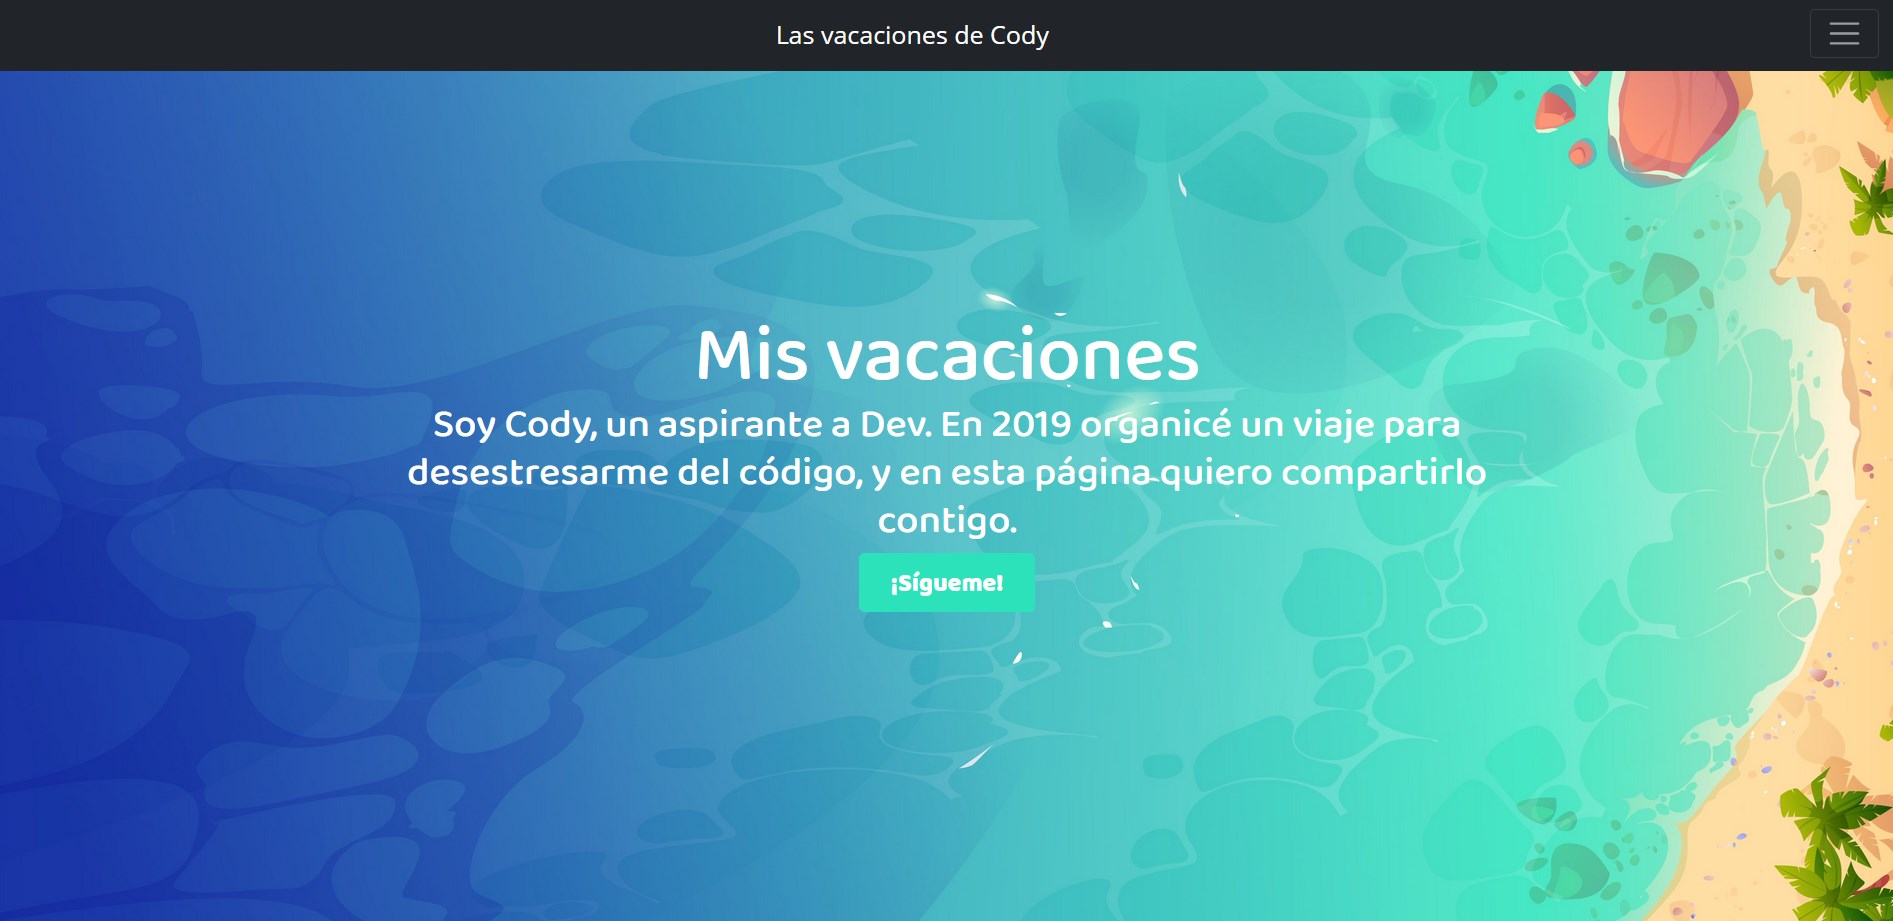 Las vacaciones de Cody
Mis vacaciones
Soy Cody, un aspirante a Dev. En 2019 organicé un viaje para
desestresarme del código, y en esta página quiero compartirlo
contigo.
¡Sígueme!